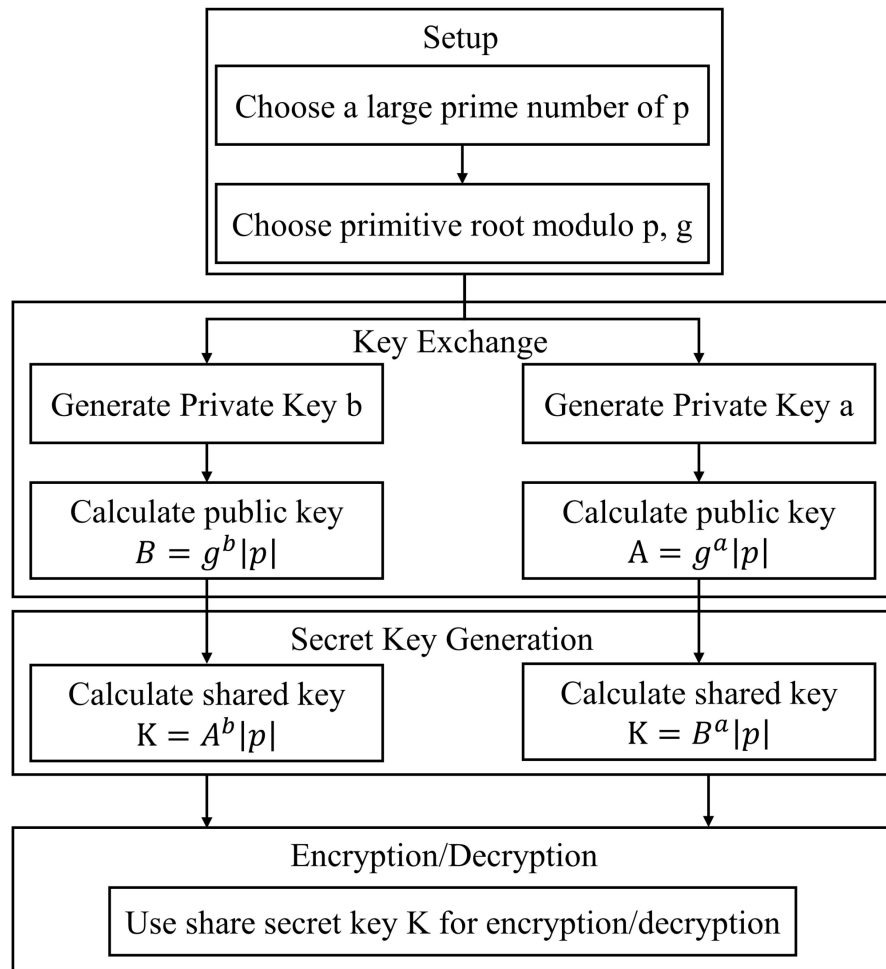 Setup
Choose a large prime number of p
Choose primitive root modulo p, g
Key Exchange
Generate Private Key b
Generate Private Key a
Calculate public key
B = g^b|p|
Calculate public key
A = g^a|p|
Secret Key Generation
Calculate shared key
K = A^b|p|
Calculate shared key
K = B^a|p|
Encryption/Decryption
Use share secret key K for encryption/decryption